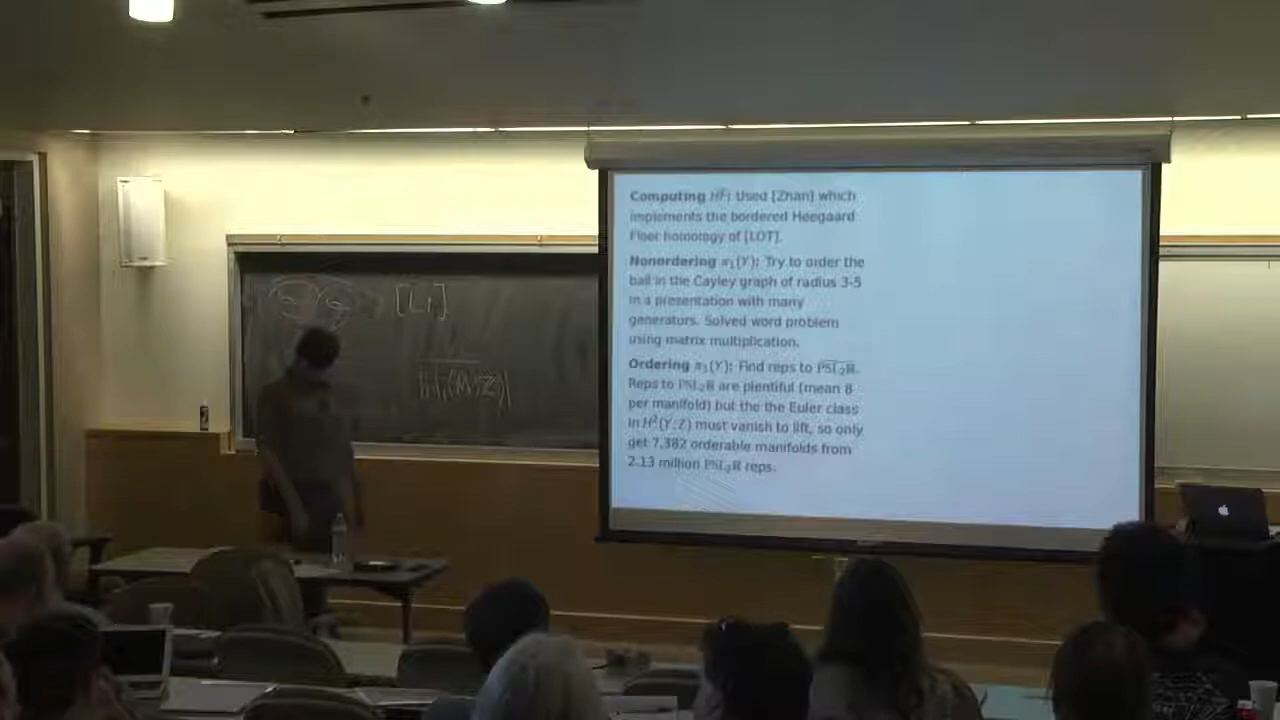 Computing H͡F: Used [Zhan] which
implements the bordered Heegaard
Floer homology of [LOT].
Nonordering π₁(Y): Try to order the
ball in the Cayley graph of radius 3-5
in a presentation with many
generators. Solved word problem
using matrix multiplication.
Ordering π₁(Y): Find reps to P͠S͠L₂R.
Reps to PSL₂R are plentiful (mean 8
per manifold) but the the Euler class
in H²(Y;Z) must vanish to lift, so only
get 7,382 orderable manifolds from
2.13 million PSL₂R reps.